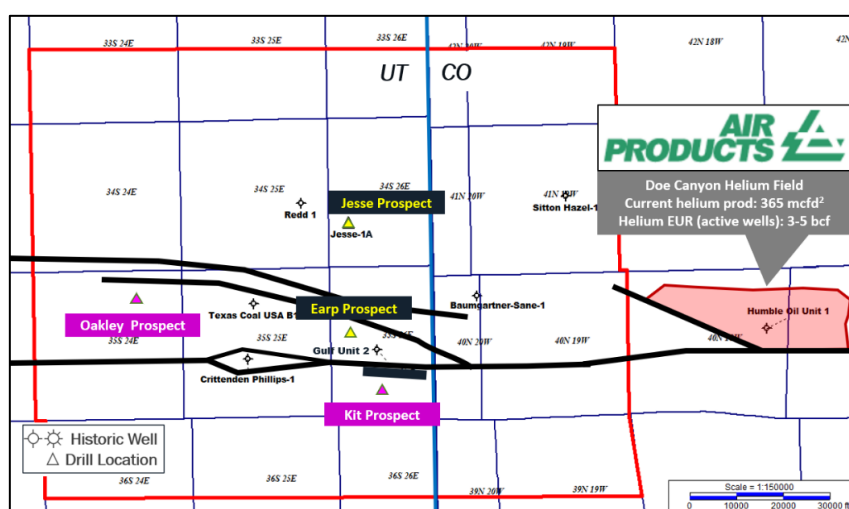 33S 24E
33S 25E
33S 26E
42N 20W
42N 19W
42N 18W
42N
UT
CO
AIR
PRODUCTS
Doe Canyon Helium Field
Current helium prod: 365 mcfd²
Helium EUR (active wells): 3-5 bcf
34S 24E
34S 25E
34S 26E
41N 20W
41N 19W
Redd 1
Jesse Prospect
Sitton Hazel-1
Jesse-1A
Oakley Prospect
Texas Coal USA B1
Earp Prospect
Baumgartner-Sane-1
Humble Oil Unit 1
35S 24E
35S 25E
Gulf Unit 2
40N 20W
40N 19W
Crittenden Phillips-1
Kit Prospect
Historic Well
Drill Location
36S 24E
36S 25E
36S 26E
39N 20W
39N 19W
Scale = 1:150000
0
10000
20000
30000 ft